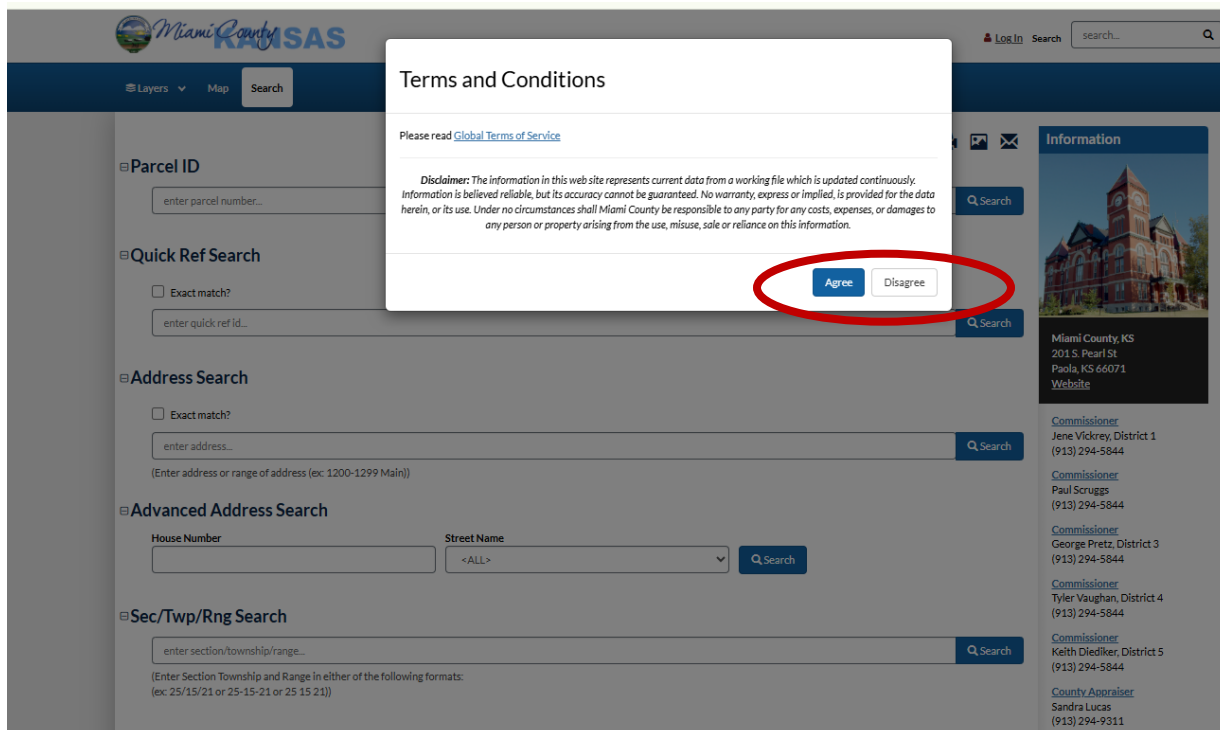 Miami County
KANSAS
Log In Search search...
Layers Map Search
Terms and Conditions
Please read Global Terms of Service
Disclaimer: The information in this web site represents current data from a working file which is updated continuously.
Information is believed reliable, but its accuracy cannot be guaranteed. No warranty, express or implied, is provided for the data
herein, or its use. Under no circumstances shall Miami County be responsible to any party for any costs, expenses, or damages to
any person or property arising from the use, misuse, sale or reliance on this information.
Agree Disagree
Parcel ID
enter parcel number... Search
Quick Ref Search
Exact match?
enter quick ref id... Search
Address Search
Exact match?
enter address... Search
(Enter address or range of address (ex: 1200-1299 Main))
Advanced Address Search
House Number Street Name
<ALL> Search
Sec/Twp/Rng Search
enter section/township/range... Search
(Enter Section Township and Range in either of the following formats:
(ex: 25/15/21 or 25-15-21 or 25 15 21))
Information
Miami County, KS
201 S. Pearl St
Paola, KS 66071
Website
Commissioner
Jene Vickrey, District 1
(913) 294-5844
Commissioner
Paul Scruggs
(913) 294-5844
Commissioner
George Pretz, District 3
(913) 294-5844
Commissioner
Tyler Vaughan, District 4
(913) 294-5844
Commissioner
Keith Diediker, District 5
(913) 294-5844
County Appraiser
Sandra Lucas
(913) 294-9311